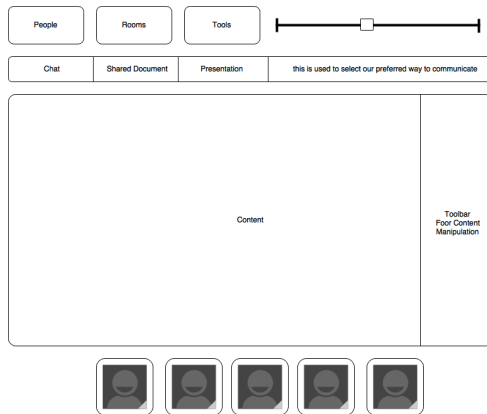 People
Rooms
Tools
Chat
Shared Document
Presentation
this is used to select our preferred way to communicate
Content
Toolbar
Foor Content
Manipulation